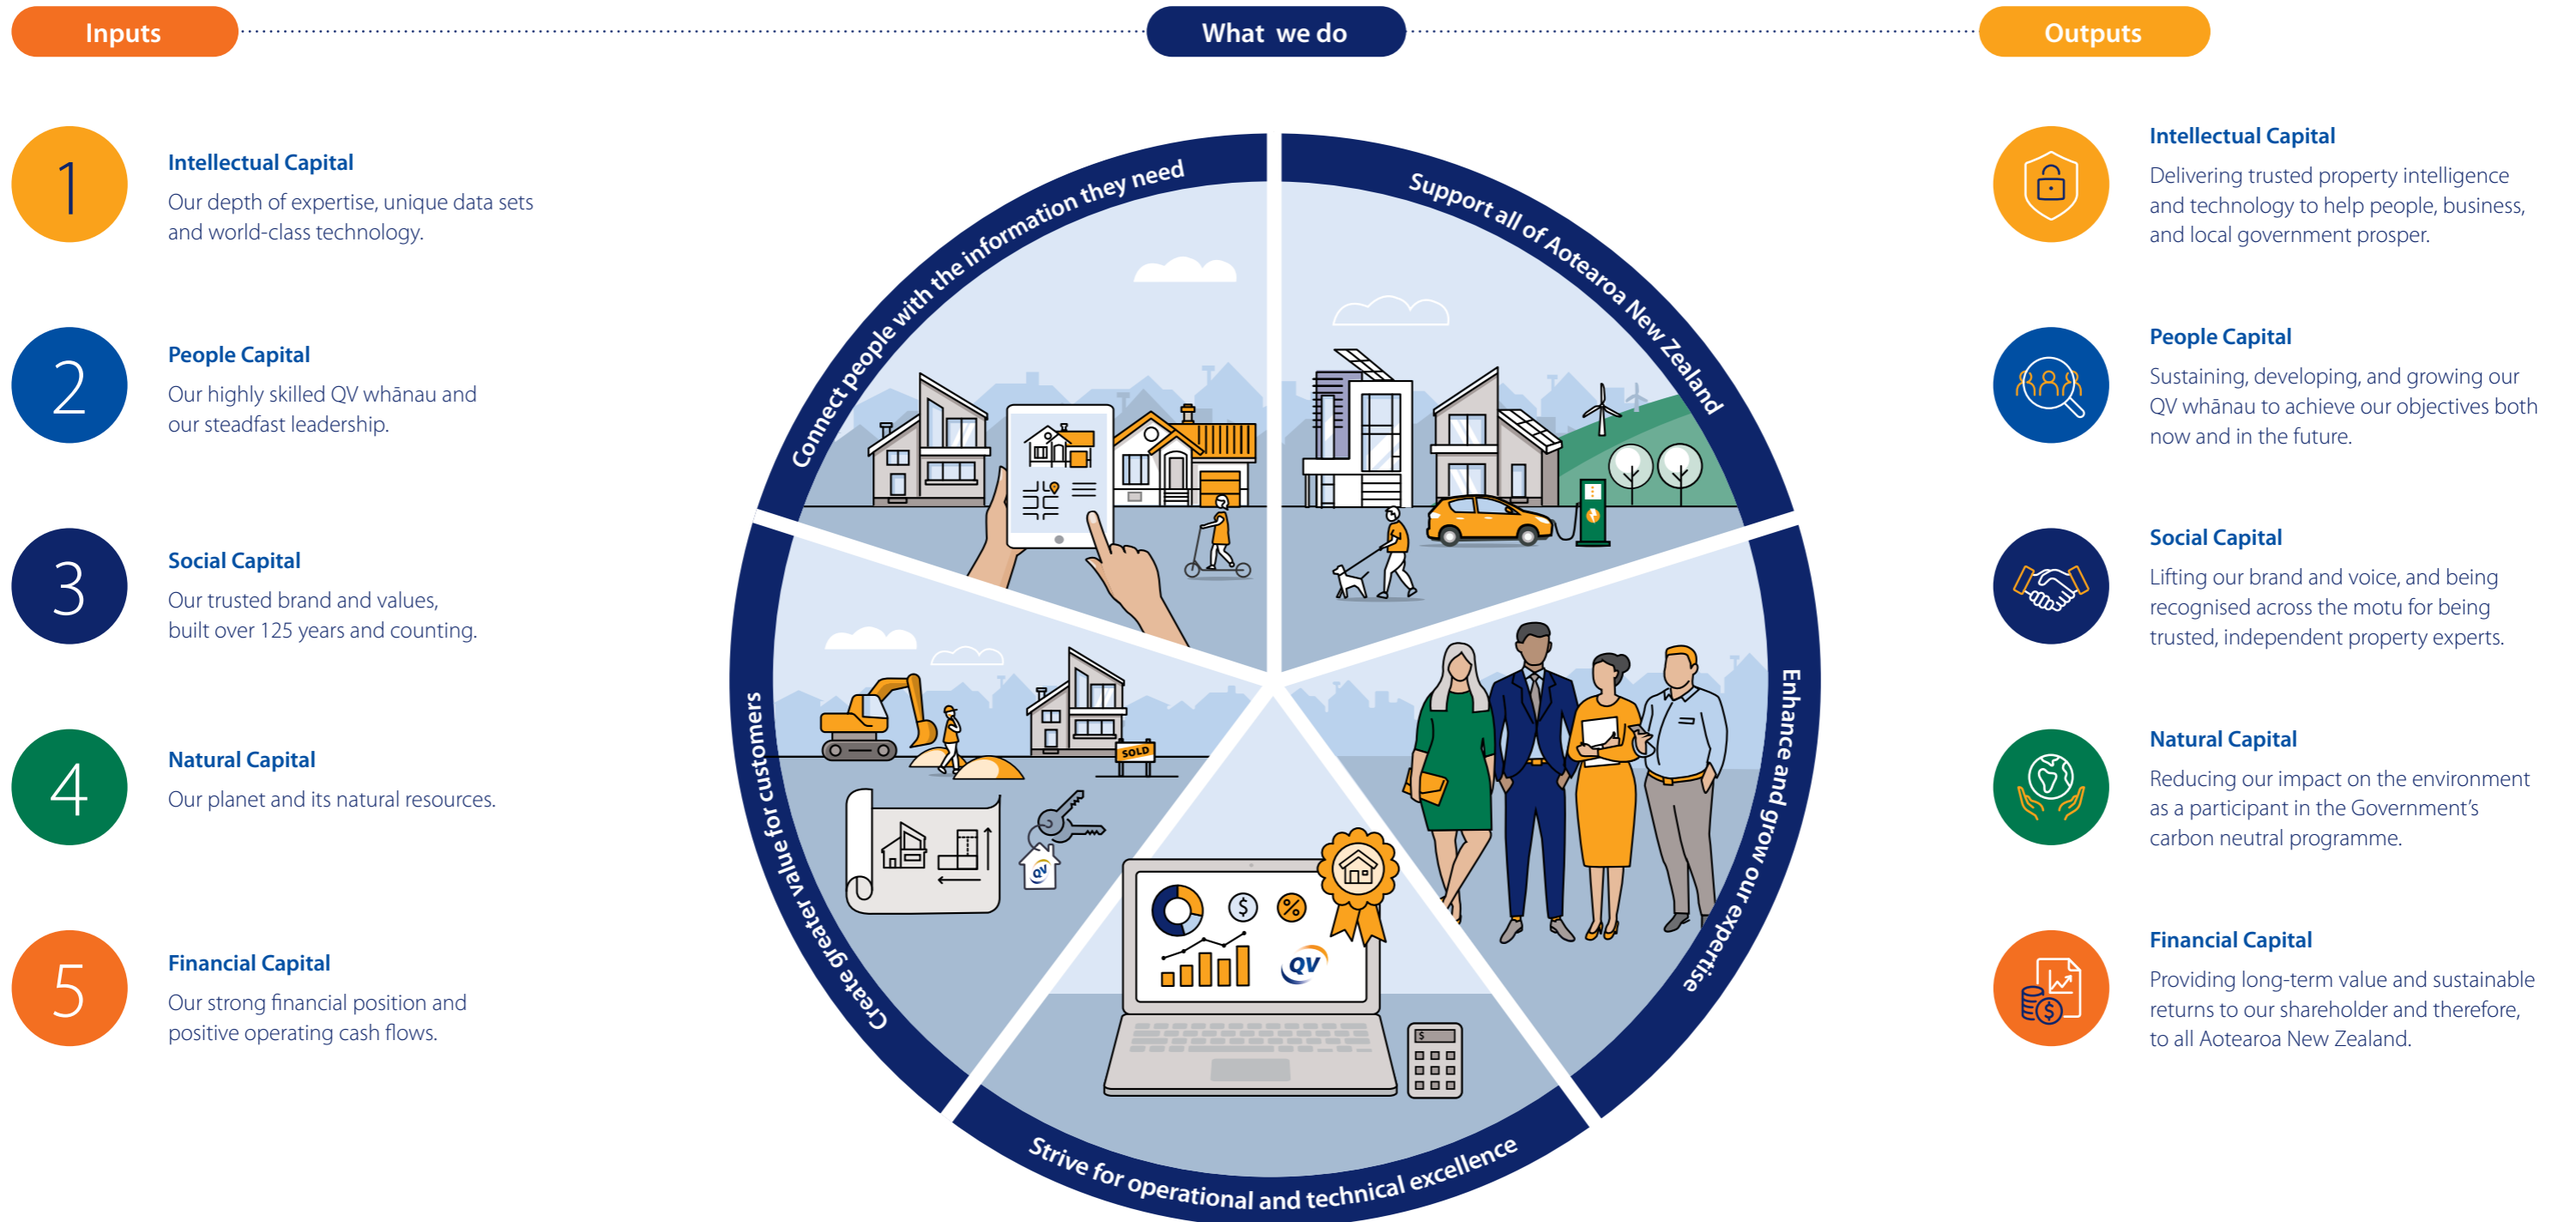 Inputs
What we do
Outputs
1
Intellectual Capital
Our depth of expertise, unique data sets
and world-class technology.
2
People Capital
Our highly skilled QV whānau and
our steadfast leadership.
3
Social Capital
Our trusted brand and values,
built over 125 years and counting.
4
Natural Capital
Our planet and its natural resources.
5
Financial Capital
Our strong financial position and
positive operating cash flows.
Connect people with the information they need
Support all of Aotearoa New Zealand
Enhance and grow our expertise
Strive for operational and technical excellence
Create greater value for customers
SOLD
QV
$
%
QV
$
Intellectual Capital
Delivering trusted property intelligence
and technology to help people, business,
and local government prosper.
People Capital
Sustaining, developing, and growing our
QV whānau to achieve our objectives both
now and in the future.
Social Capital
Lifting our brand and voice, and being
recognised across the motu for being
trusted, independent property experts.
Natural Capital
Reducing our impact on the environment
as a participant in the Government’s
carbon neutral programme.
Financial Capital
Providing long-term value and sustainable
returns to our shareholder and therefore,
to all Aotearoa New Zealand.
$